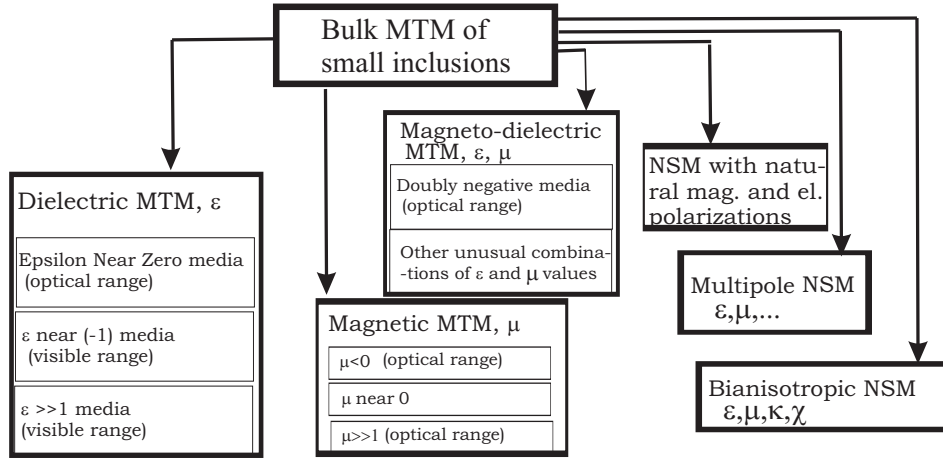 Bulk MTM of
small inclusions
Dielectric MTM, ε
Epsilon Near Zero media
(optical range)
ε near (-1) media
(visible range)
ε >>1 media
(visible range)
Magnetic MTM, μ
μ<0 (optical range)
μ near 0
μ>>1 (optical range)
Magneto-dielectric
MTM, ε, μ
Doubly negative media
(optical range)
Other unusual combina-
-tions of ε and μ values
NSM with natu-
ral mag. and el.
polarizations
Multipole NSM
ε,μ,...
Bianisotropic NSM
ε,μ,κ,χ